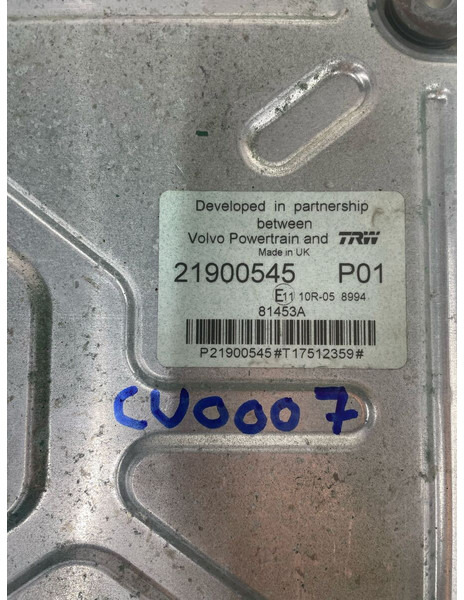 Developed in partnership
between
Volvo Powertrain and TRW
Made in UK
21900545 P01
E11 10R-05 8994
81453A
P21900545#T17512359#
CU0007